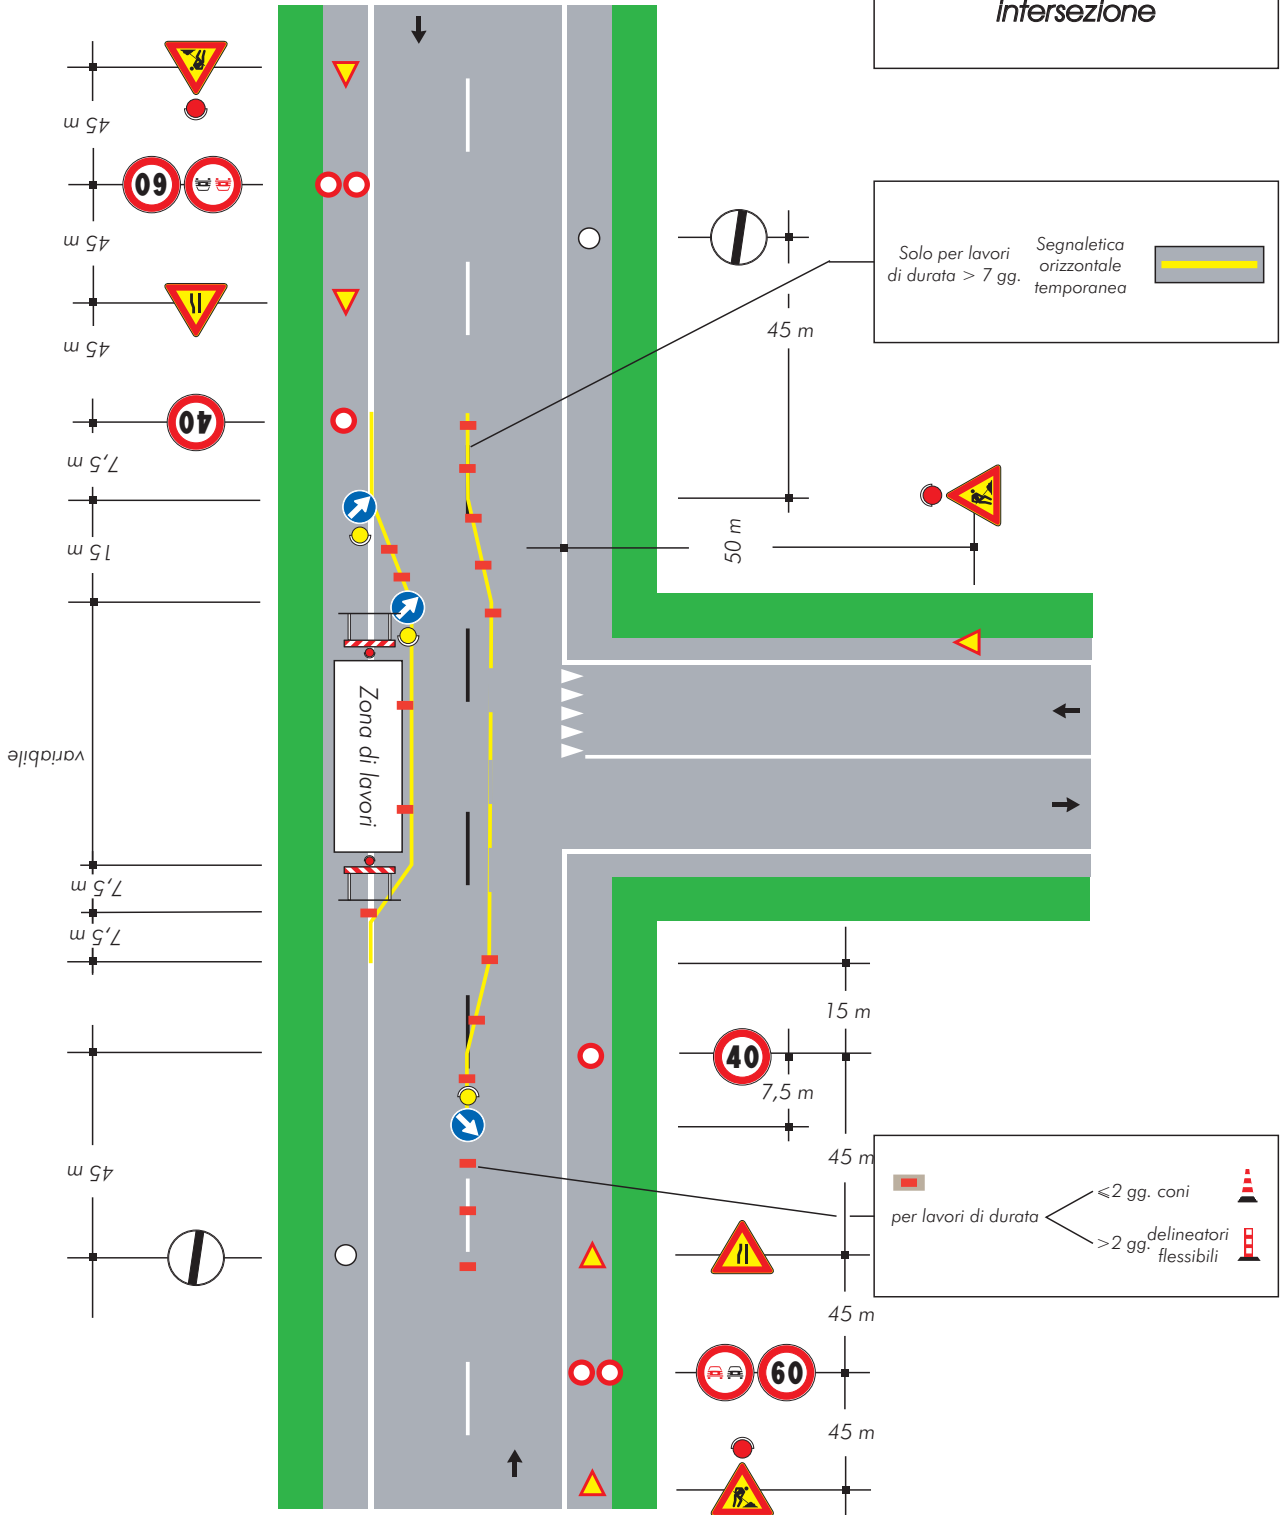 intersezione
45 m
60
45 m
45 m
40
7,5 m
15 m
variabile
7,5 m
7,5 m
45 m
Zona di lavori
45 m
50 m
Solo per lavori
di durata > 7 gg.
Segnaletica
orizzontale
temporanea
15 m
40
7,5 m
45 m
per lavori di durata
⩽2 gg. coni
>2 gg. delineatori
flessibili
45 m
60
45 m